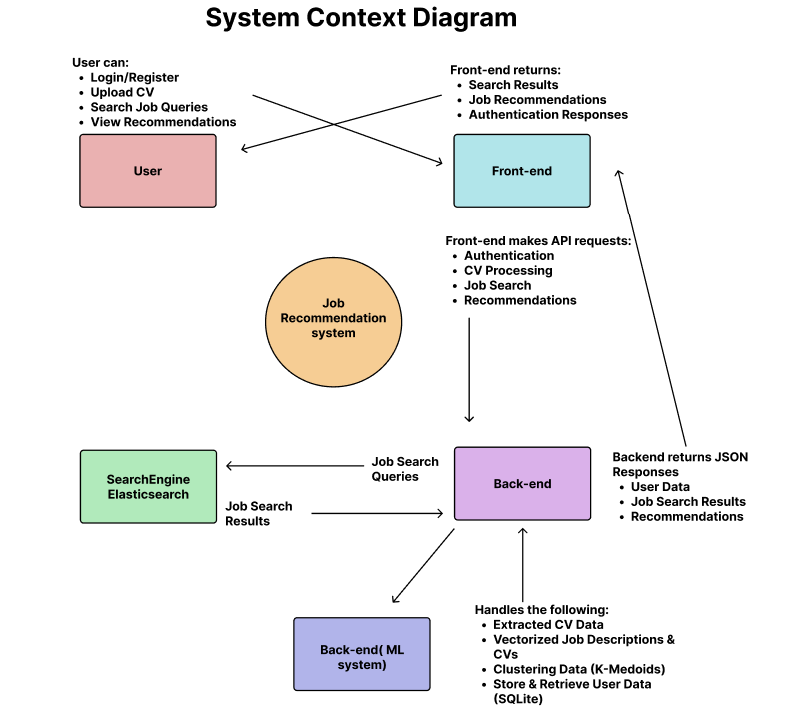 System Context Diagram
User can:
• Login/Register
• Upload CV
• Search Job Queries
• View Recommendations
Front-end returns:
• Search Results
• Job Recommendations
• Authentication Responses
User
Front-end
Front-end makes API requests:
• Authentication
• CV Processing
• Job Search
• Recommendations
Job
Recommendation
system
SearchEngine
Elasticsearch
Job Search
Queries
Job Search
Results
Back-end
Backend returns JSON
Responses
• User Data
• Job Search Results
• Recommendations
Back-end( ML
system)
Handles the following:
• Extracted CV Data
• Vectorized Job Descriptions &
CVs
• Clustering Data (K-Medoids)
• Store & Retrieve User Data
(SQLite)